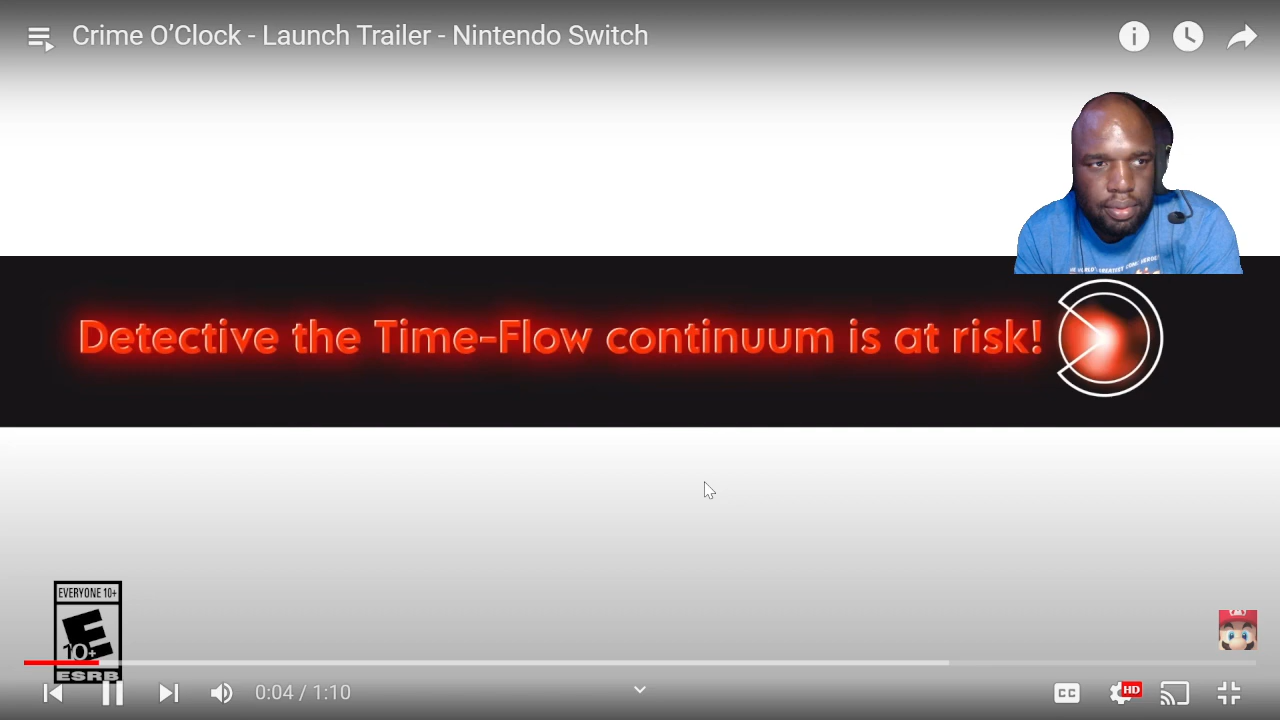 Crime O’Clock - Launch Trailer - Nintendo Switch
Detective the Time-Flow continuum is at risk!
EVERYONE 10+
E
10+
ESRB
M
0:04 / 1:10
CC
HD